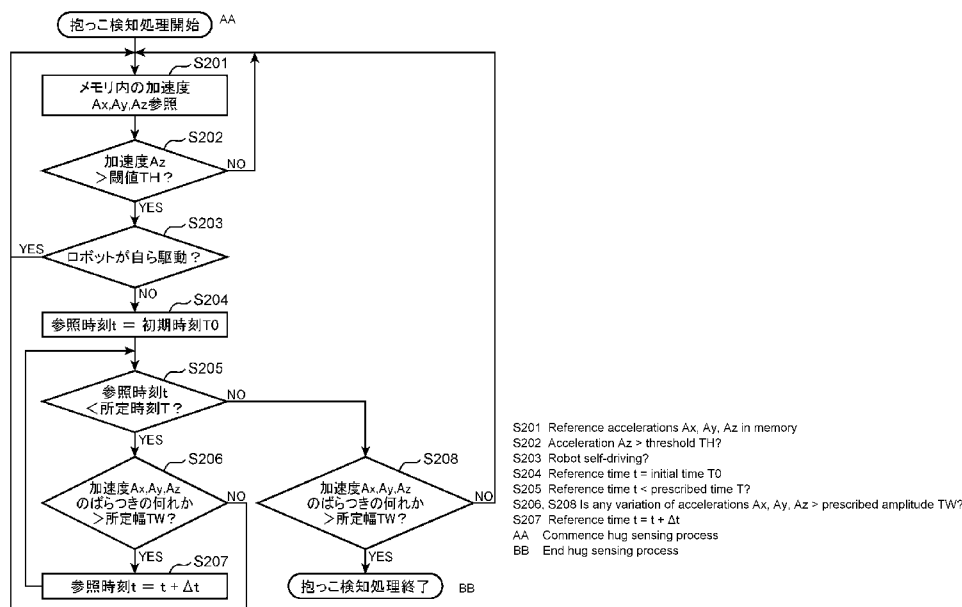 抱っこ検知処理開始
AA
S201
メモリ内の加速度
Ax,Ay,Az参照
S202
加速度Az
>閾値TH?
NO
YES
S203
ロボットが自ら駆動?
YES
NO
S204
参照時刻t = 初期時刻T0
S205
参照時刻t
<所定時刻T?
NO
YES
S206
加速度Ax,Ay,Az
のばらつきの何れか
>所定幅TW?
NO
YES
S207
参照時刻t = t + Δt
S208
加速度Ax,Ay,Az
のばらつきの何れか
>所定幅TW?
NO
YES
抱っこ検知処理終了
BB
S201 Reference accelerations Ax, Ay, Az in memory
S202 Acceleration Az > threshold TH?
S203 Robot self-driving?
S204 Reference time t = initial time T0
S205 Reference time t < prescribed time T?
S206, S208 Is any variation of accelerations Ax, Ay, Az > prescribed amplitude TW?
S207 Reference time t = t + Δt
AA Commence hug sensing process
BB End hug sensing process